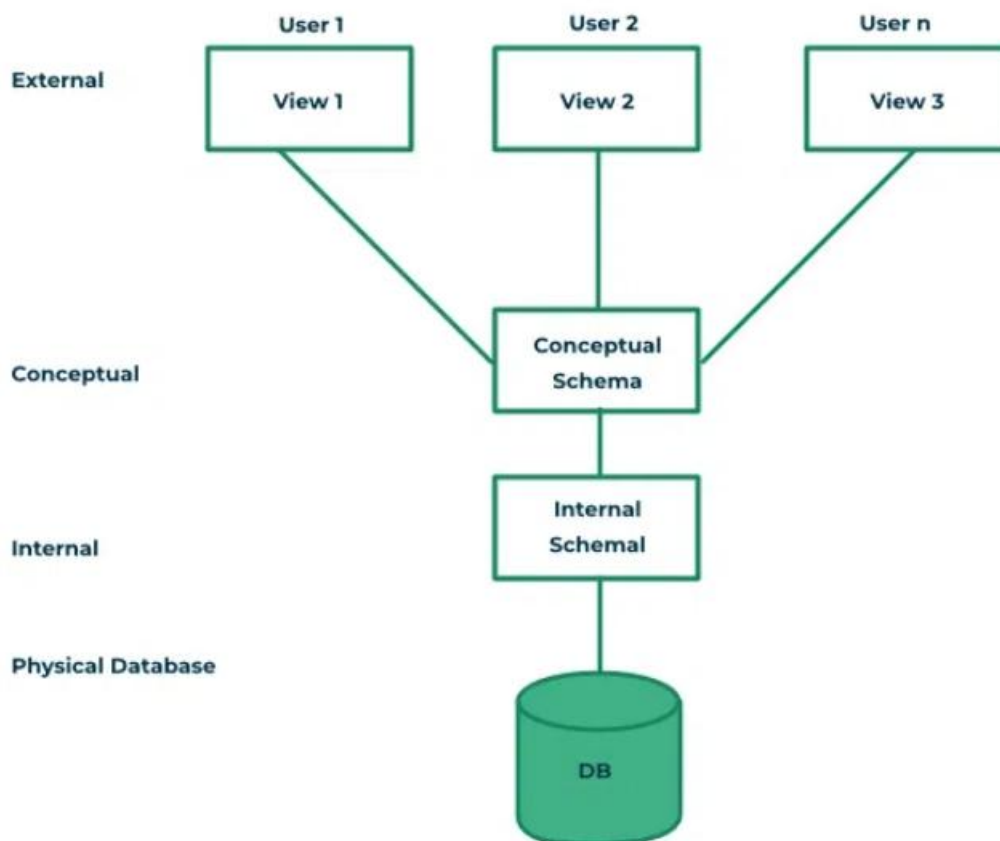 User 1
User 2
User n
External
View 1
View 2
View 3
Conceptual
Schema
Conceptual
Internal
Schemal
Internal
Physical Database
DB